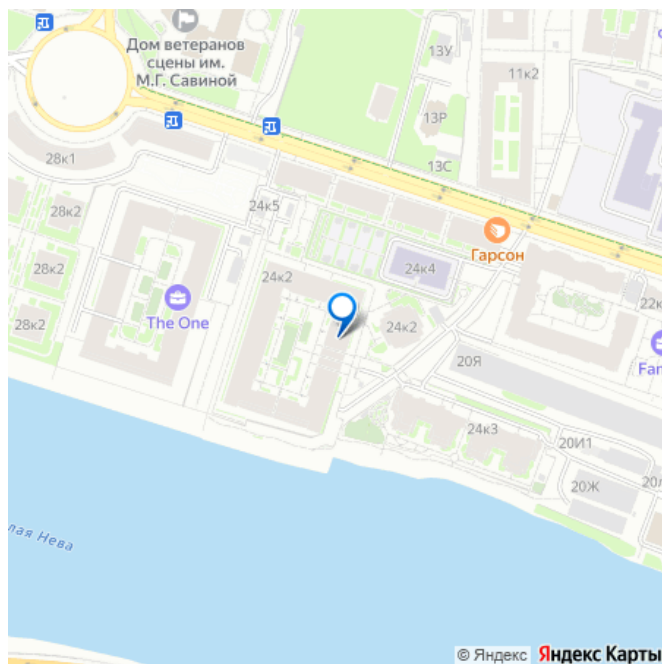 Дом ветеранов
сцены им.
М.Г. Савиной
13У
11к2
13Р
13С
28к1
28к2
24к5
Гарсон
28к2
24к2
24к4
The One
22к
28к2
24к2
20Я
Fan
24к3
20И1
20Ж
лая Нева
© Яндекс Яндекс Карты